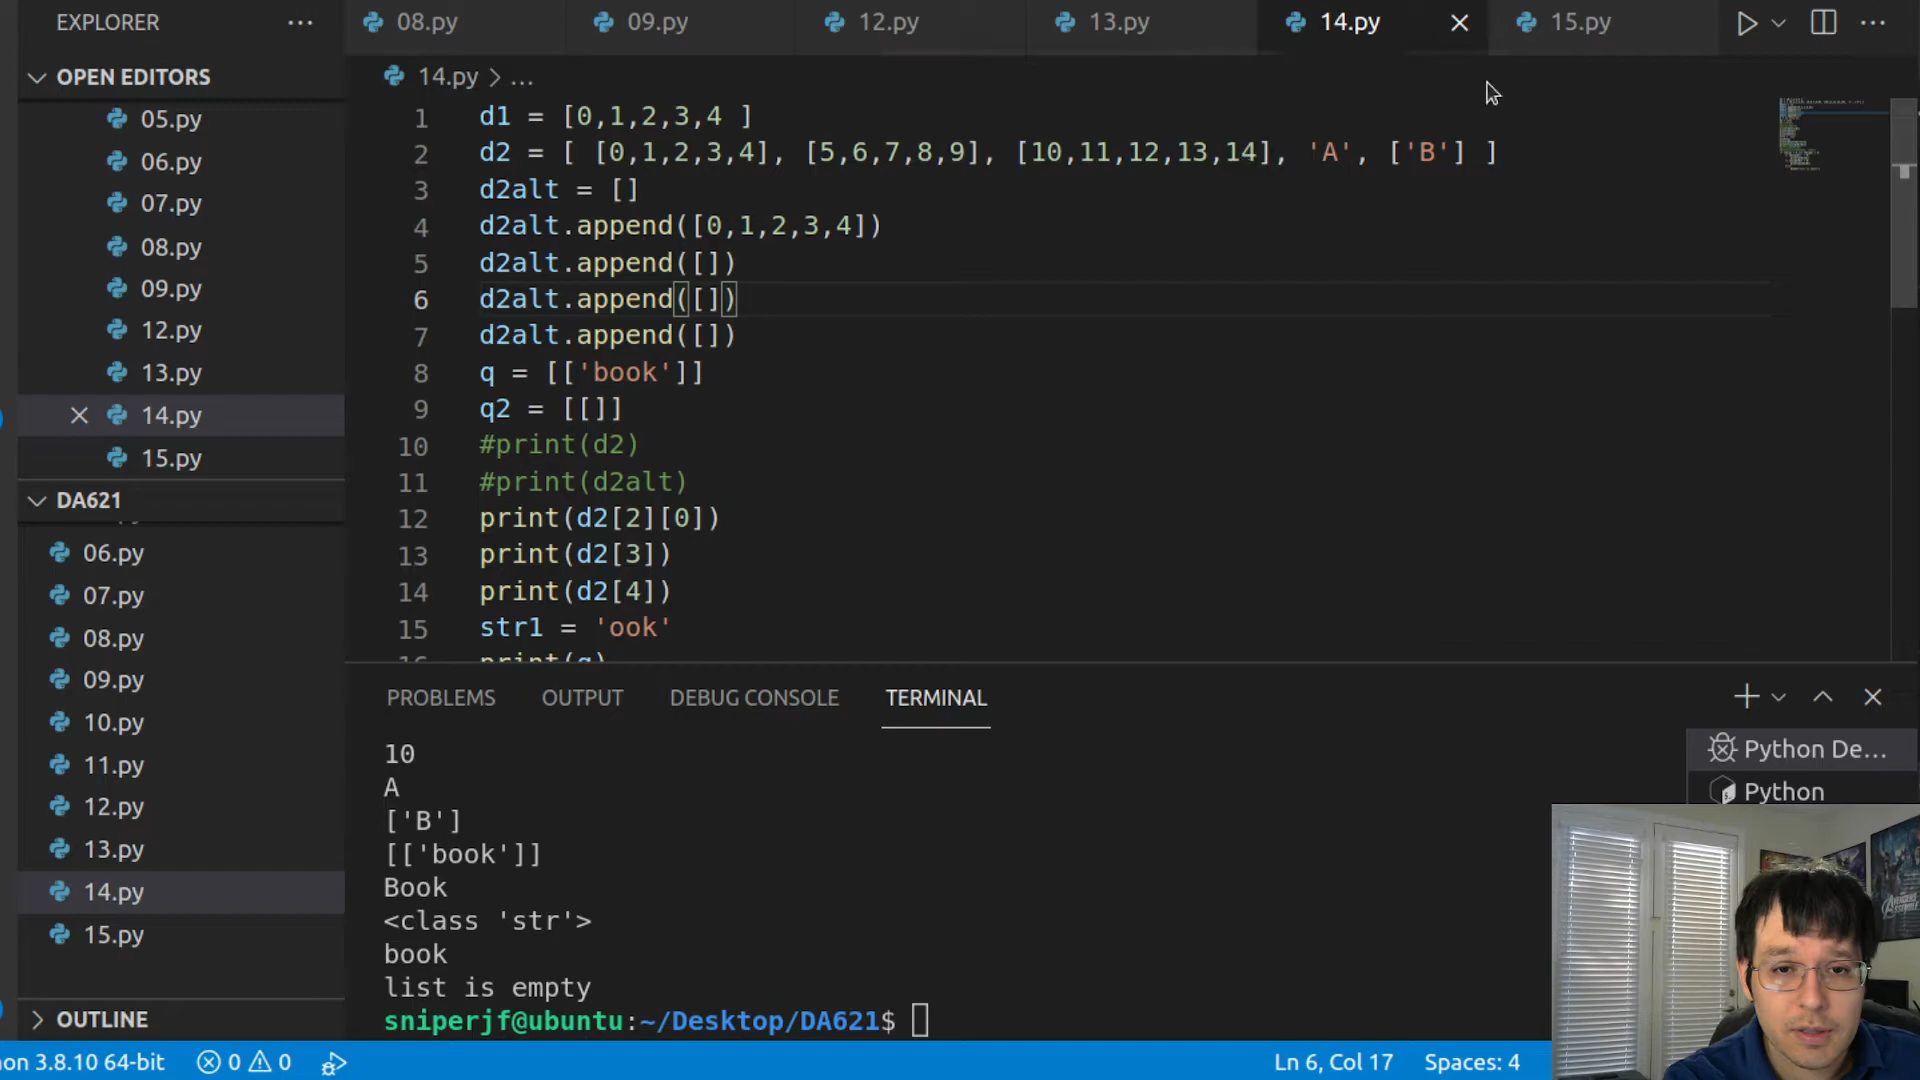 EXPLORER ...
OPEN EDITORS
05.py
06.py
07.py
08.py
09.py
12.py
13.py
14.py
15.py
DA621
06.py
07.py
08.py
09.py
10.py
11.py
12.py
13.py
14.py
15.py
OUTLINE
08.py 09.py 12.py 13.py 14.py 15.py
14.py > ...
1 d1 = [0,1,2,3,4 ]
2 d2 = [ [0,1,2,3,4], [5,6,7,8,9], [10,11,12,13,14], 'A', ['B'] ]
3 d2alt = []
4 d2alt.append([0,1,2,3,4])
5 d2alt.append([])
6 d2alt.append([])
7 d2alt.append([])
8 q = [['book']]
9 q2 = [[]]
10 #print(d2)
11 #print(d2alt)
12 print(d2[2][0])
13 print(d2[3])
14 print(d2[4])
15 str1 = 'ook'
16 print(q)
PROBLEMS OUTPUT DEBUG CONSOLE TERMINAL
10
A
['B']
[['book']]
Book
<class 'str'>
book
list is empty
sniperjf@ubuntu:~/Desktop/DA621$
Python De...
Python
AVENGERS
ASSEMBLE
on 3.8.10 64-bit 0 0 Ln 6, Col 17 Spaces: 4